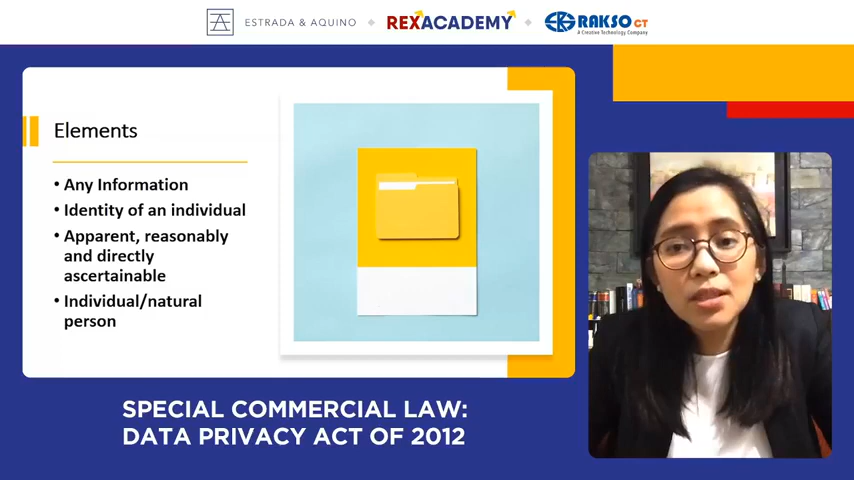 ESTRADA & AQUINO
REXACADEMY
RAKSO CT
A Creative Technology Company
Elements
• Any Information
• Identity of an individual
• Apparent, reasonably
and directly
ascertainable
• Individual/natural
person
SPECIAL COMMERCIAL LAW:
DATA PRIVACY ACT OF 2012